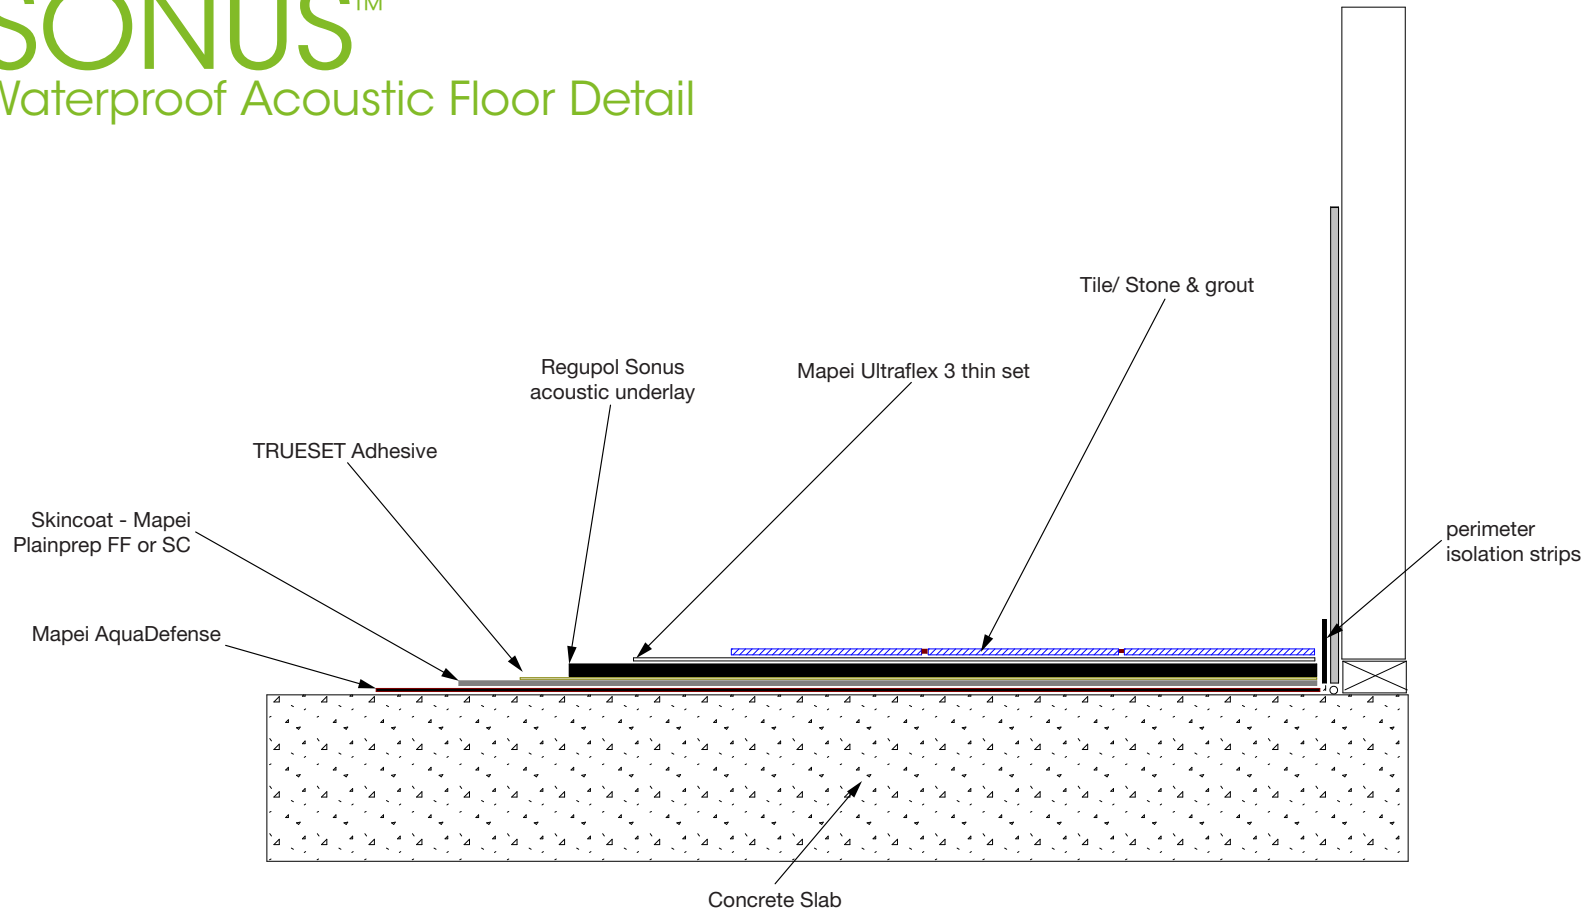 SONUS™
Waterproof Acoustic Floor Detail
Tile/ Stone & grout
Regupol Sonus
acoustic underlay
Mapei Ultraflex 3 thin set
TRUESET Adhesive
Skincoat - Mapei
Plainprep FF or SC
perimeter
isolation strips
Mapei AquaDefense
Concrete Slab